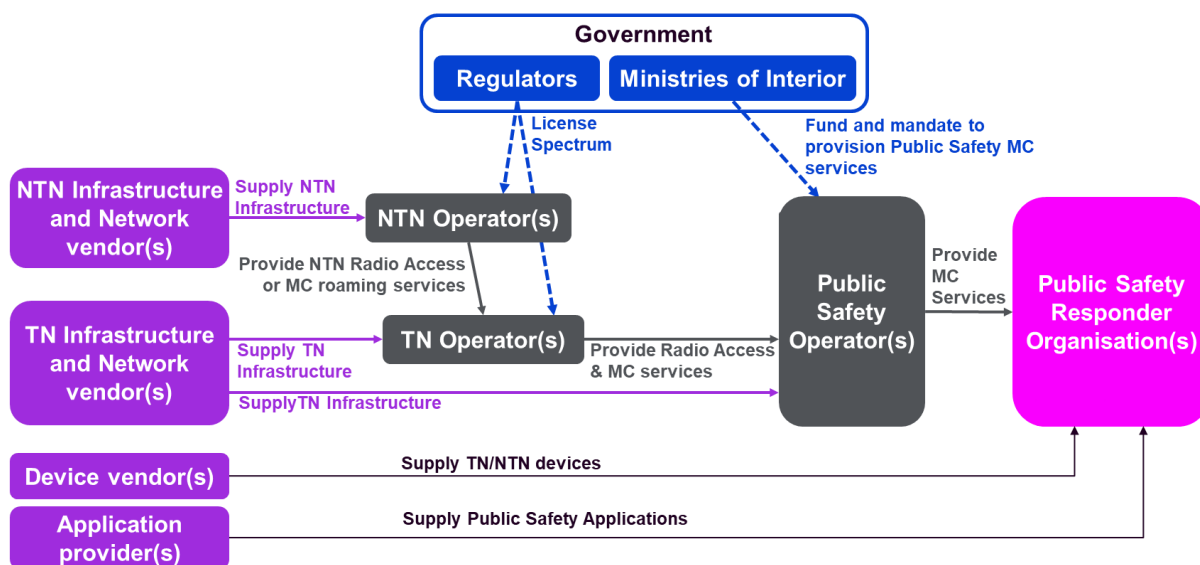 Government
Regulators
Ministries of Interior
License
Spectrum
Fund and mandate to
provision Public Safety MC
services
NTN Infrastructure
and Network
vendor(s)
Supply NTN
Infrastructure
NTN Operator(s)
Provide NTN Radio Access
or MC roaming services
TN Infrastructure
and Network
vendor(s)
Supply TN
Infrastructure
TN Operator(s)
Provide Radio Access
& MC services
SupplyTN Infrastructure
Public
Safety
Operator(s)
Provide
MC
Services
Public Safety
Responder
Organisation(s)
Device vendor(s)
Supply TN/NTN devices
Application
provider(s)
Supply Public Safety Applications